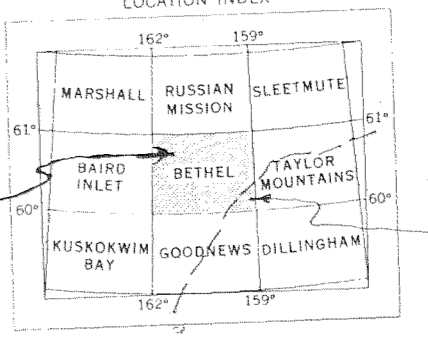 LOCATION INDEX
162° 159°
MARSHALL RUSSIAN MISSION SLEETMUTE
61° 61°
BAIRD INLET BETHEL TAYLOR MOUNTAINS
60° 60°
KUSKOKWIM BAY GOODNEWS DILLINGHAM
162° 159°